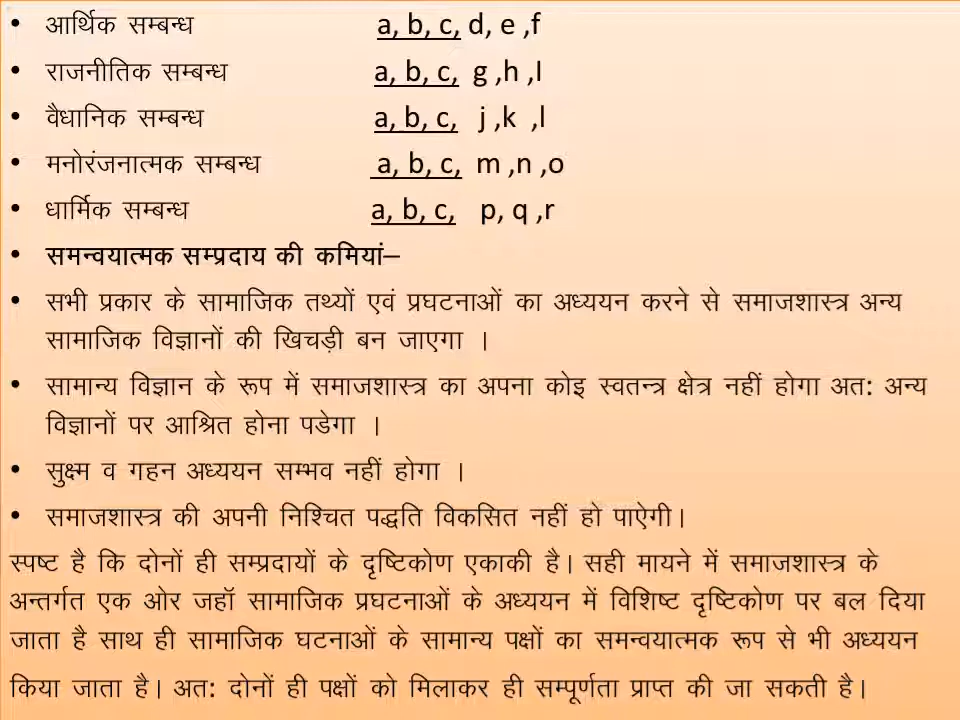 • आर्थिक सम्बन्ध a, b, c, d, e ,f
• राजनीतिक सम्बन्ध a, b, c, g ,h ,I
• वैधानिक सम्बन्ध a, b, c, j ,k ,l
• मनोरंजनात्मक सम्बन्ध a, b, c, m ,n ,o
• धार्मिक सम्बन्ध a, b, c, p, q ,r
• समन्वयात्मक सम्प्रदाय की कमियां–
• सभी प्रकार के सामाजिक तथ्यों एवं प्रघटनाओं का अध्ययन करने से समाजशास्त्र अन्य
सामाजिक विज्ञानों की खिचड़ी बन जाएगा ।
• सामान्य विज्ञान के रूप में समाजशास्त्र का अपना कोइ स्वतन्त्र क्षेत्र नहीं होगा अतः अन्य
विज्ञानों पर आश्रित होना पडेगा ।
• सुक्ष्म व गहन अध्ययन सम्भव नहीं होगा ।
• समाजशास्त्र की अपनी निश्चित पद्धति विकसित नहीं हो पाऐगी।
स्पष्ट है कि दोनों ही सम्प्रदायों के दृष्टिकोण एकाकी है। सही मायने में समाजशास्त्र के
अन्तर्गत एक ओर जहॉ सामाजिक प्रघटनाओं के अध्ययन में विशिष्ट दृष्टिकोण पर बल दिया
जाता है साथ ही सामाजिक घटनाओं के सामान्य पक्षों का समन्वयात्मक रूप से भी अध्ययन
किया जाता है। अतः दोनों ही पक्षों को मिलाकर ही सम्पूर्णता प्राप्त की जा सकती है।